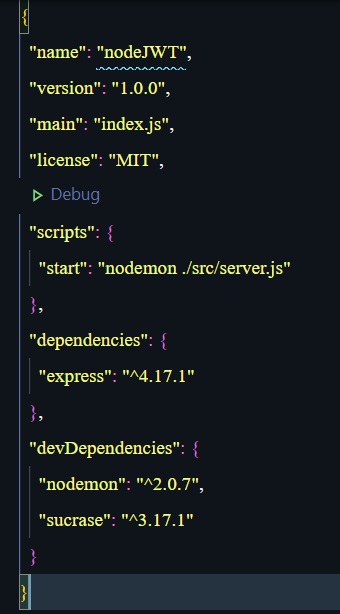 {
"name": "nodeJWT",
"version": "1.0.0",
"main": "index.js",
"license": "MIT",
Debug
"scripts": {
"start": "nodemon ./src/server.js"
},
"dependencies": {
"express": "^4.17.1"
},
"devDependencies": {
"nodemon": "^2.0.7",
"sucrase": "^3.17.1"
}
}